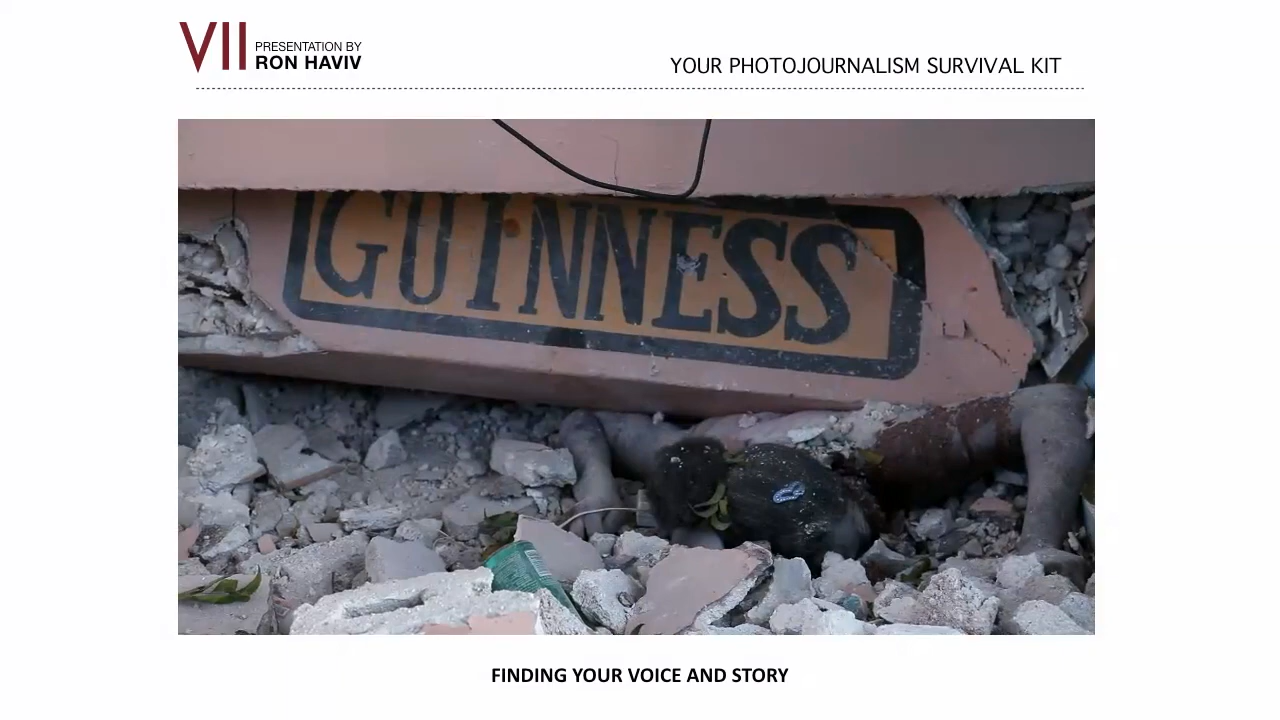 VII
PRESENTATION BY
RON HAVIV
YOUR PHOTOJOURNALISM SURVIVAL KIT
GUINNESS
FINDING YOUR VOICE AND STORY